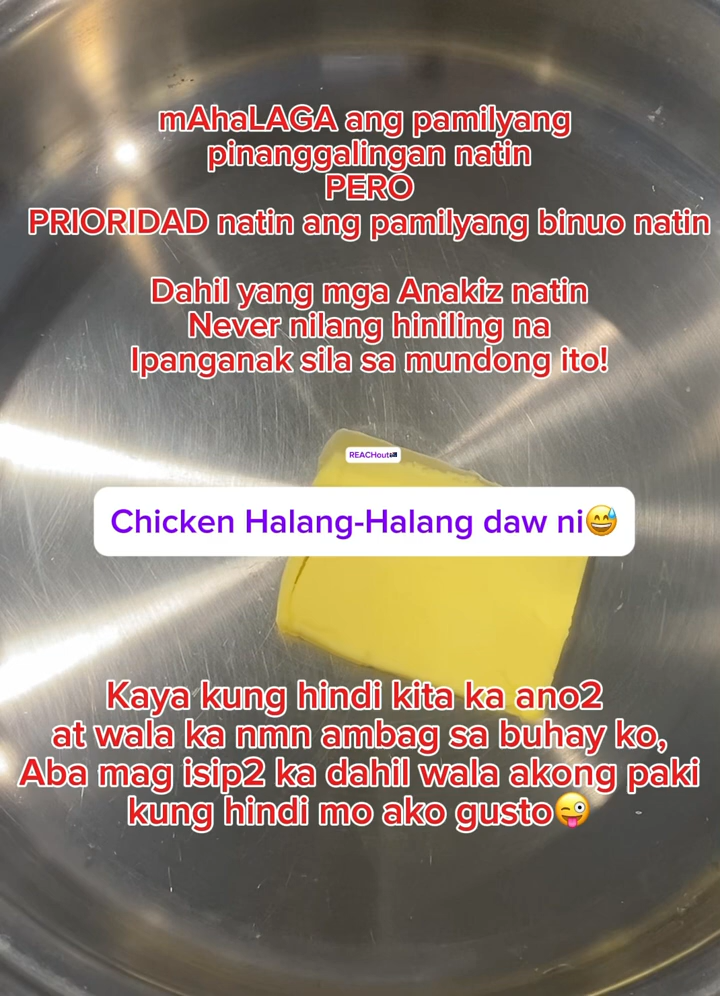 mAhaLAGA ang pamilyang
pinanggalingan natin
PERO
PRIORIDAD natin ang pamilyang binuo natin
Dahil yang mga Anakiz natin
Never nilang hiniling na
Ipanganak sila sa mundong ito!
REACHout
Chicken Halang-Halang daw ni😅
Kaya kung hindi kita ka ano2
at wala ka nmn ambag sa buhay ko,
Aba mag isip2 ka dahil wala akong paki
kung hindi mo ako gusto😜